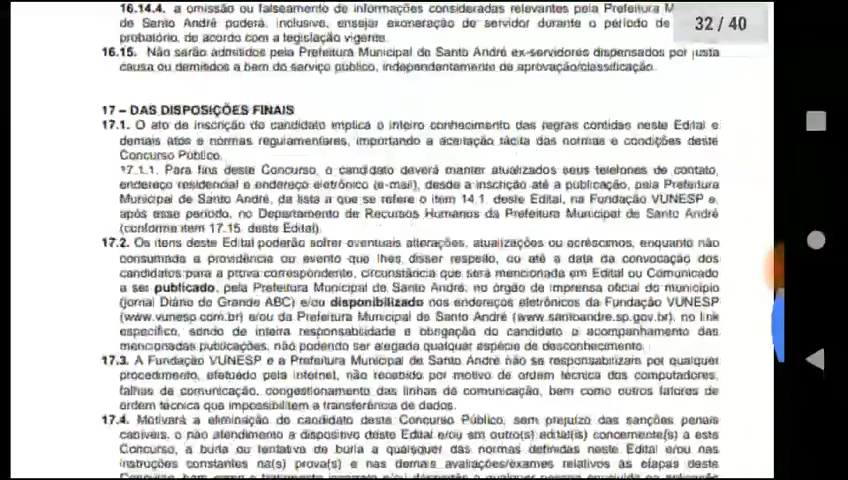 16.14.4. a omissão ou falseamento de informações consideradas relevantes pela Prefeitura M
de Santo André poderá, inclusive, ensejar exoneração de servidor durante o período de
probatório, de acordo com a legislação vigente.
32 / 40
16.15. Não serão admitidos pela Prefeitura Municipal de Santo André ex-servidores dispensados por justa
causa ou demitidos a bem do serviço público, independentemente de aprovação/classificação.
17 – DAS DISPOSIÇÕES FINAIS
17.1. O ato de inscrição do candidato implica o inteiro conhecimento das regras contidas neste Edital e
demais atos e normas regulamentares, importando a aceitação tácita das normas e condições deste
Concurso Público.
17.1.1. Para fins deste Concurso, o candidato deverá manter atualizados seus telefones de contato,
endereço residencial e endereço eletrônico (e-mail), desde a inscrição até a publicação, pela Prefeitura
Municipal de Santo André, da lista a que se refere o item 14.1. deste Edital, na Fundação VUNESP e,
após esse período, no Departamento de Recursos Humanos da Prefeitura Municipal de Santo André
(conforme item 17.15. deste Edital).
17.2. Os itens deste Edital poderão sofrer eventuais alterações, atualizações ou acréscimos, enquanto não
consumada a providência ou evento que lhes disser respeito, ou até a data da convocação dos
candidatos para a prova correspondente, circunstância que será mencionada em Edital ou Comunicado
a ser publicado, pela Prefeitura Municipal de Santo André, no órgão de imprensa oficial do município
(jornal Diário do Grande ABC) e/ou disponibilizado nos endereços eletrônicos da Fundação VUNESP
(www.vunesp.com.br) e/ou da Prefeitura Municipal de Santo André (www.santoandre.sp.gov.br), no link
específico, sendo de inteira responsabilidade e obrigação do candidato o acompanhamento das
mencionadas publicações, não podendo ser alegada qualquer espécie de desconhecimento.
17.3. A Fundação VUNESP e a Prefeitura Municipal de Santo André não se responsabilizam por qualquer
procedimento, efetuado pela internet, não recebido por motivo de ordem técnica dos computadores,
falhas de comunicação, congestionamento das linhas de comunicação, bem como outros fatores de
ordem técnica que impossibilitem a transferência de dados.
17.4. Motivará a eliminação do candidato deste Concurso Público, sem prejuízo das sanções penais
cabíveis, o não atendimento a dispositivo deste Edital e/ou em outro(s) edital(is) concernente(s) a este
Concurso, a burla ou tentativa de burla a quaisquer das normas definidas neste Edital e/ou nas
instruções constantes na(s) prova(s) e nas demais avaliações/exames relativos às etapas deste